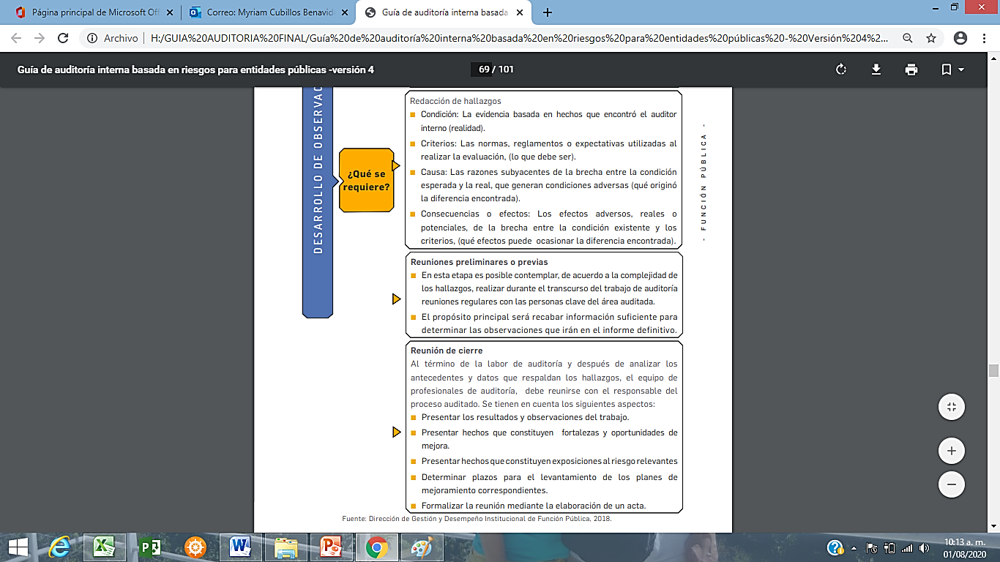 Página principal de Microsoft Off
Correo: Myriam Cubillos Benavid
Guía de auditoría interna basada
Archivo
H:/GUIA%20AUDITORIA%20FINAL/Guía%20de%20auditoría%20interna%20basada%20en%20riesgos%20para%20entidades%20públicas%20-%20Versión%204%2...
Guía de auditoría interna basada en riesgos para entidades públicas -versión 4
69 / 101
DESARROLLO DE OBSERVAC
¿Qué se
requiere?
Redacción de hallazgos
Condición: La evidencia basada en hechos que encontró el auditor
interno (realidad).
Criterios: Las normas, reglamentos o expectativas utilizadas al
realizar la evaluación, (lo que debe ser).
Causa: Las razones subyacentes de la brecha entre la condición
esperada y la real, que generan condiciones adversas (qué originó
la diferencia encontrada).
Consecuencias o efectos: Los efectos adversos, reales o
potenciales, de la brecha entre la condición existente y los
criterios, (qué efectos puede ocasionar la diferencia encontrada).
- FUNCIÓN PÚBLICA -
Reuniones preliminares o previas
En esta etapa es posible contemplar, de acuerdo a la complejidad de
los hallazgos, realizar durante el transcurso del trabajo de auditoría
reuniones regulares con las personas clave del área auditada.
El propósito principal será recabar información suficiente para
determinar las observaciones que irán en el informe definitivo.
Reunión de cierre
Al término de la labor de auditoría y después de analizar los
antecedentes y datos que respaldan los hallazgos, el equipo de
profesionales de auditoría, debe reunirse con el responsable del
proceso auditado. Se tienen en cuenta los siguientes aspectos:
Presentar los resultados y observaciones del trabajo.
Presentar hechos que constituyen fortalezas y oportunidades de
mejora.
Presentar hechos que constituyen exposiciones al riesgo relevantes
Determinar plazos para el levantamiento de los planes de
mejoramiento correspondientes.
Formalizar la reunión mediante la elaboración de un acta.
Fuente: Dirección de Gestión y Desempeño Institucional de Función Pública, 2018.
10:13 a. m.
01/08/2020